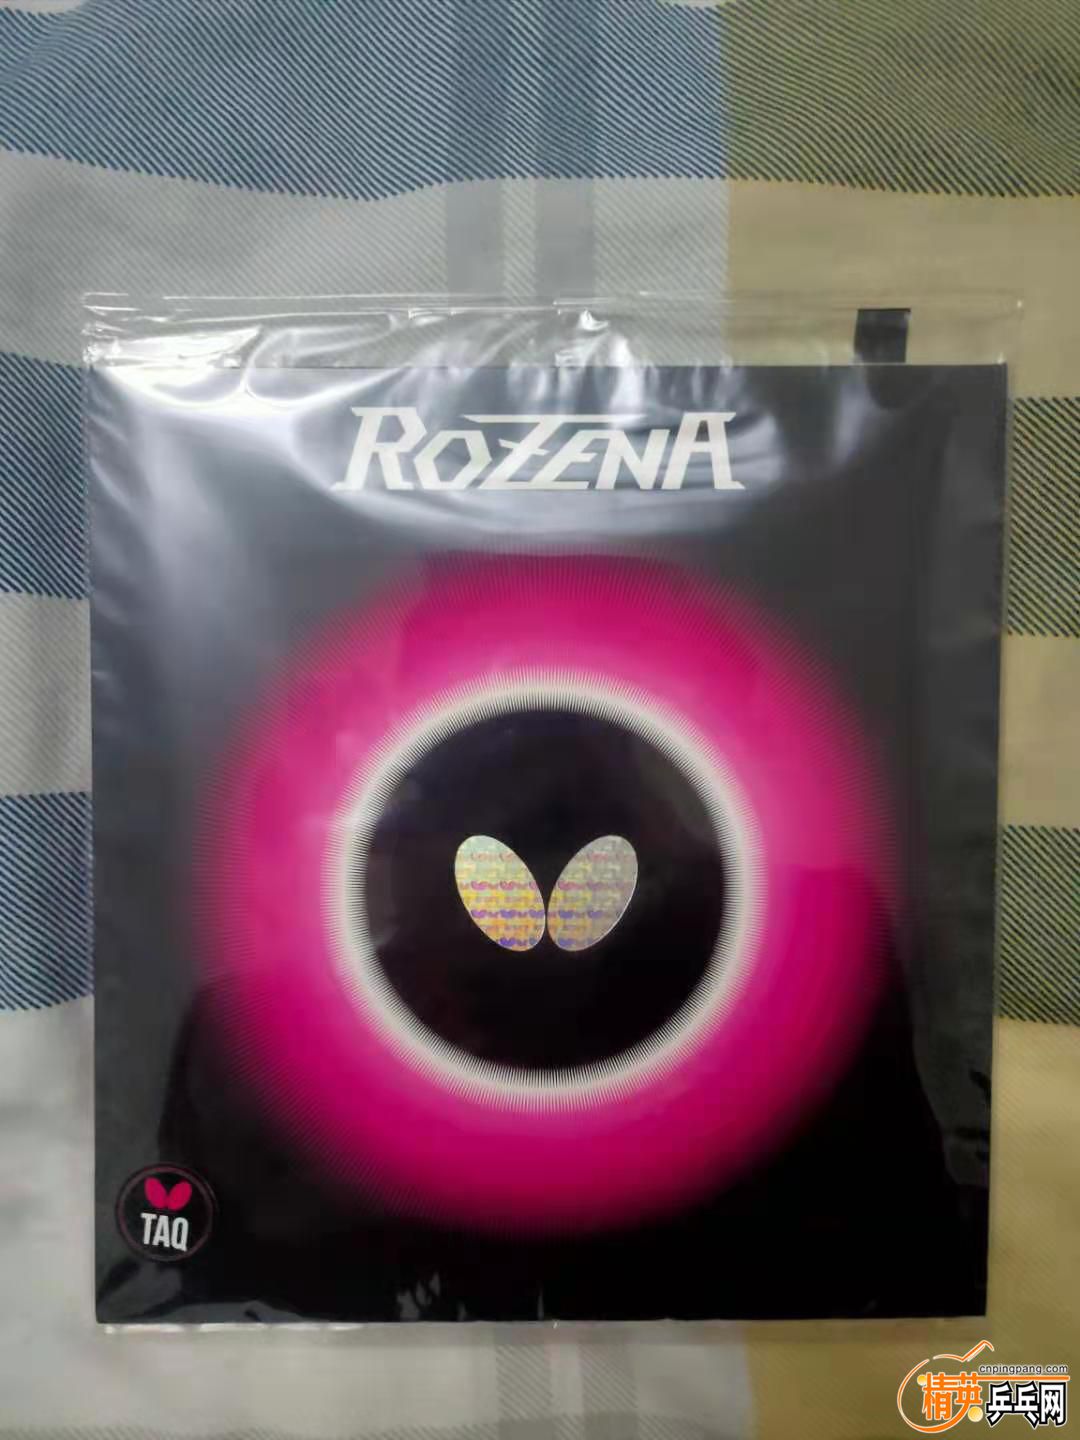 ROZENA
TAQ
cnpingpang.com
精英乒乓网